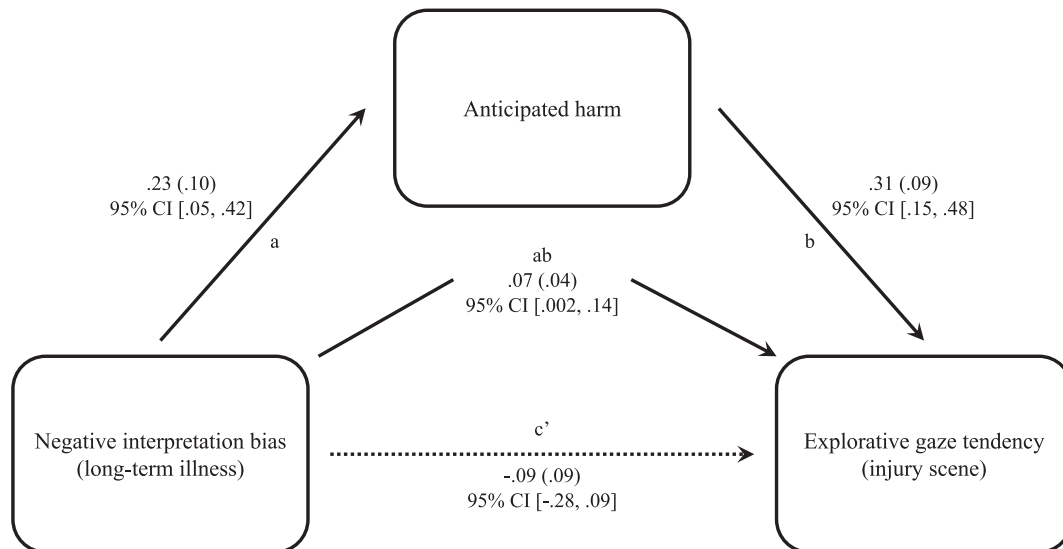 Anticipated harm
.23 (.10)
95% CI [.05, .42]
a
.31 (.09)
95% CI [.15, .48]
b
ab
.07 (.04)
95% CI [.002, .14]
Negative interpretation bias
(long-term illness)
c’
-.09 (.09)
95% CI [-.28, .09]
Explorative gaze tendency
(injury scene)